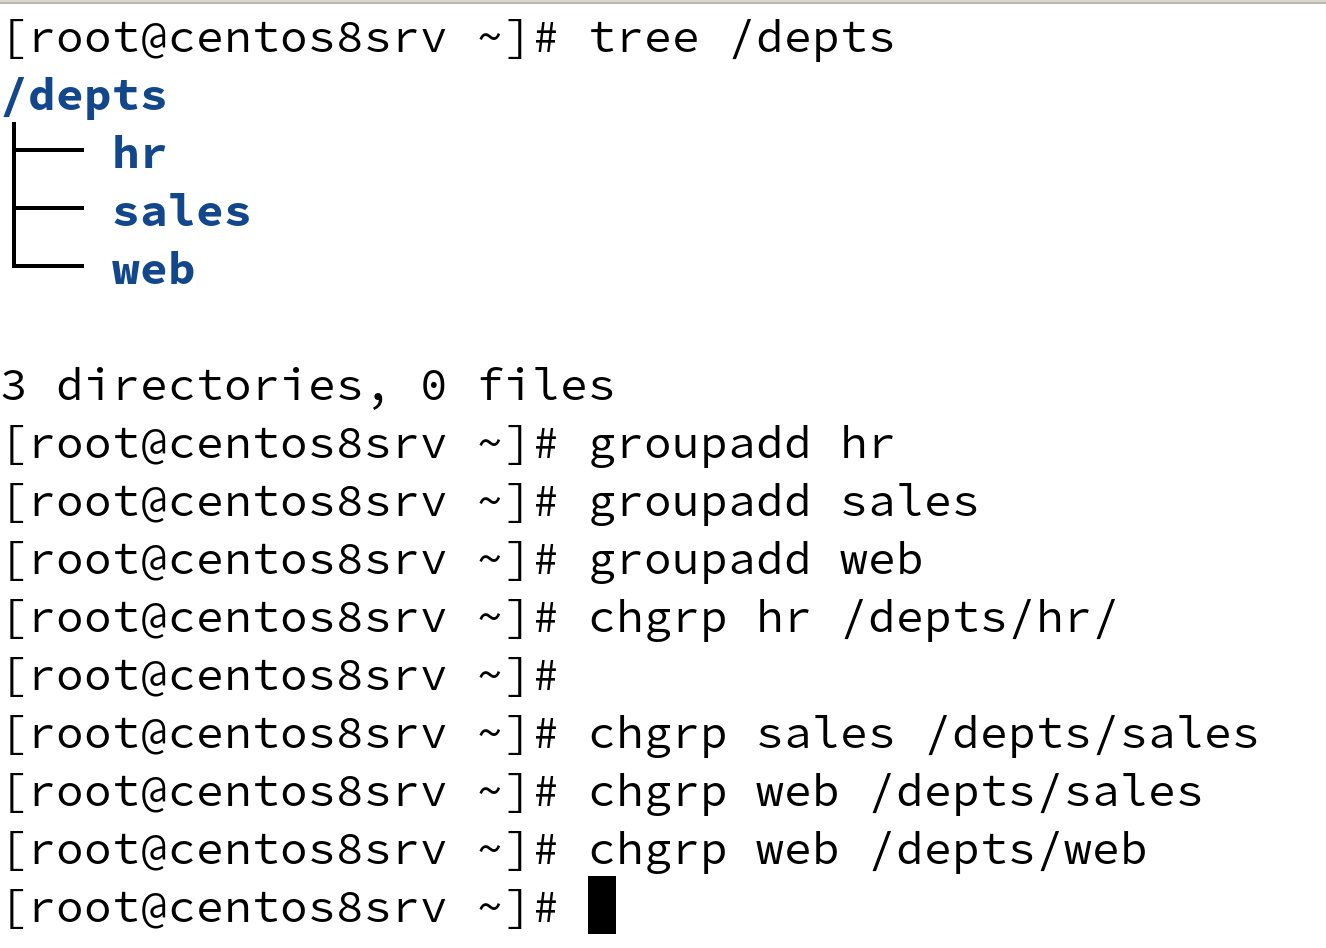 [root@centos8srv ~]# tree /depts
/depts
├── hr
├── sales
└── web

3 directories, 0 files
[root@centos8srv ~]# groupadd hr
[root@centos8srv ~]# groupadd sales
[root@centos8srv ~]# groupadd web
[root@centos8srv ~]# chgrp hr /depts/hr/
[root@centos8srv ~]#
[root@centos8srv ~]# chgrp sales /depts/sales
[root@centos8srv ~]# chgrp web /depts/sales
[root@centos8srv ~]# chgrp web /depts/web
[root@centos8srv ~]#